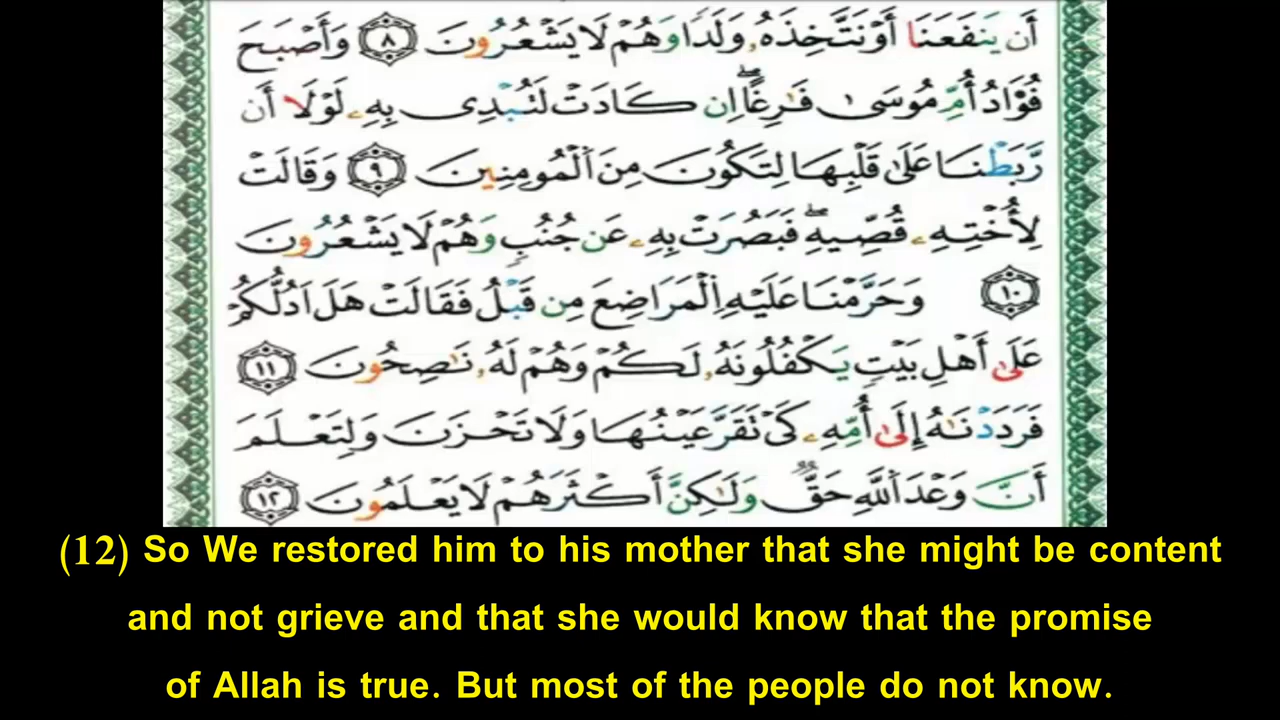 أَن يَنفَعَنَا أَوْ نَتَّخِذَهُۥ وَلَدًا وَهُمْ لَا يَشْعُرُونَ ٨ وَأَصْبَحَ
فُؤَادُ أُمِّ مُوسَىٰ فَٰرِغًا ۖ اِن كَادَتْ لَتُبْدِى بِهِۦ لَوْلَا أَن
رَّبَطْنَا عَلَىٰ قَلْبِهَا لِتَكُونَ مِنَ ٱلْمُومِنِينَ ٩ وَقَالَتْ
لِأُخْتِهِۦ قُصِّيهِ ۖ فَبَصُرَتْ بِهِۦ عَن جُنُبٍ وَهُمْ لَا يَشْعُرُونَ
١٠ وَحَرَّمْنَا عَلَيْهِ اِ۬لْمَرَاضِعَ مِن قَبْلُ فَقَالَتْ هَلَ اَدُلُّكُمْ
عَلَىٰ أَهْلِ بَيْتٍ يَكْفُلُونَهُۥ لَكُمْ وَهُمْ لَهُۥ نَٰصِحُونَ ١١
فَرَدَدْنَٰهُ إِلَىٰ أُمِّهِۦ كَىْ تَقَرَّ عَيْنُهَا وَلَا تَحْزَنَ وَلِتَعْلَمَ
أَنَّ وَعْدَ ٱللَّهِ حَقٌّ وَلَٰكِنَّ أَكْثَرَهُمْ لَا يَعْلَمُونَ ١٢
(12) So We restored him to his mother that she might be content
and not grieve and that she would know that the promise
of Allah is true. But most of the people do not know.